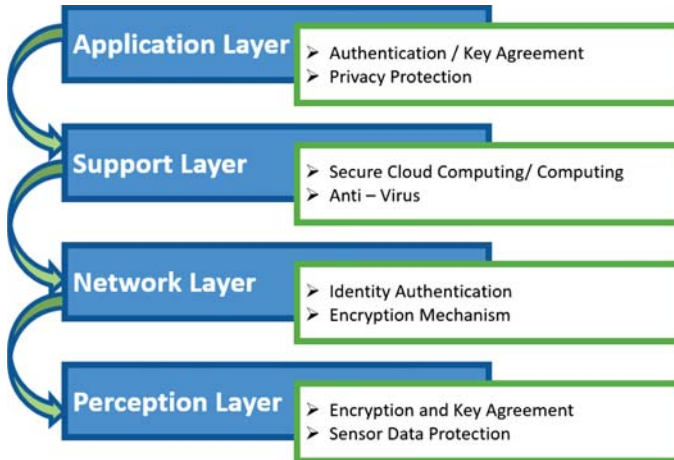 Application Layer
➢ Authentication / Key Agreement
➢ Privacy Protection
Support Layer
➢ Secure Cloud Computing/ Computing
➢ Anti – Virus
Network Layer
➢ Identity Authentication
➢ Encryption Mechanism
Perception Layer
➢ Encryption and Key Agreement
➢ Sensor Data Protection